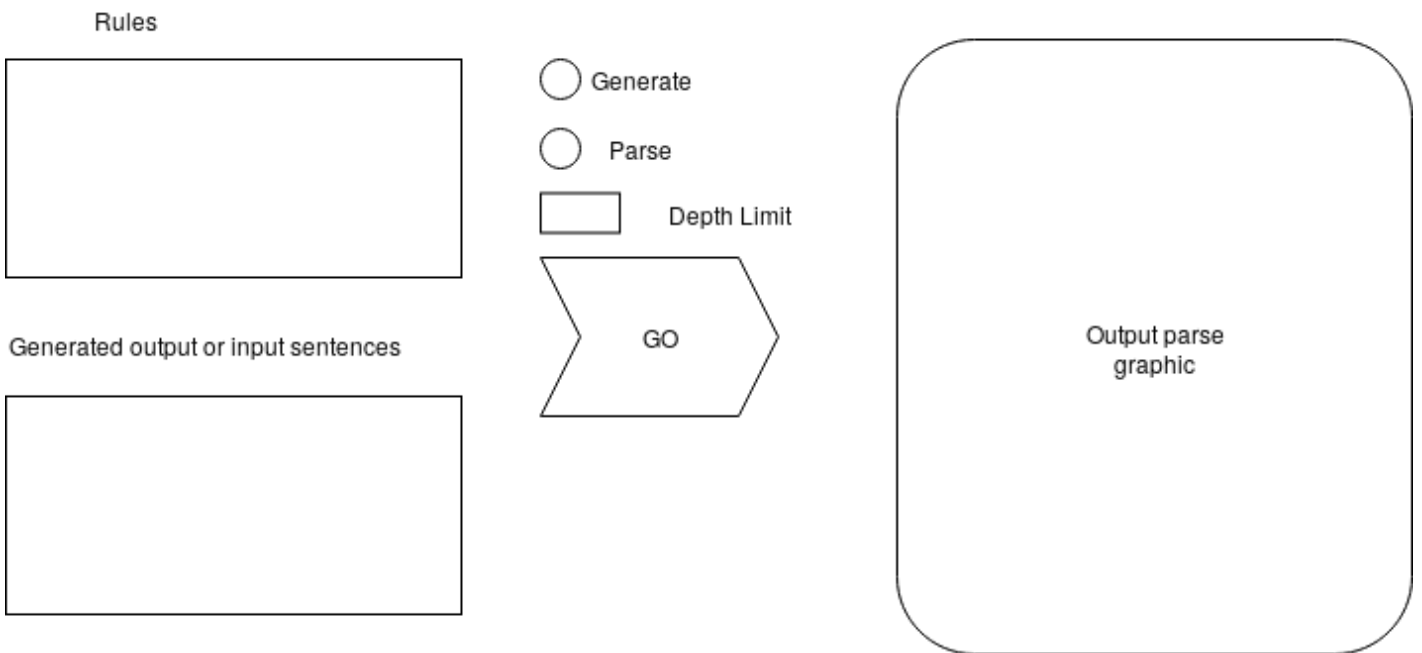 Rules
Generate
Parse
Depth Limit
GO
Generated output or input sentences
Output parse
graphic